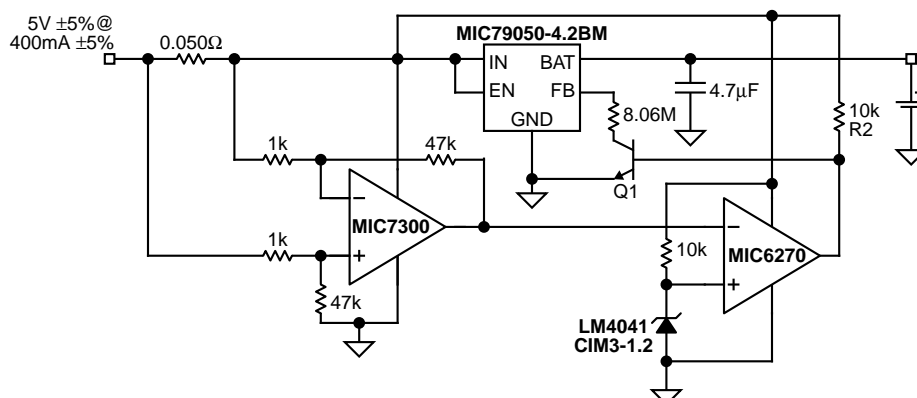 5V ±5%@
400mA ±5%
0.050Ω
MIC79050-4.2BM
IN
BAT
EN
FB
GND
4.7µF
8.06M
10k
R2
1k
47k
Q1
MIC7300
1k
47k
10k
MIC6270
LM4041
CIM3-1.2